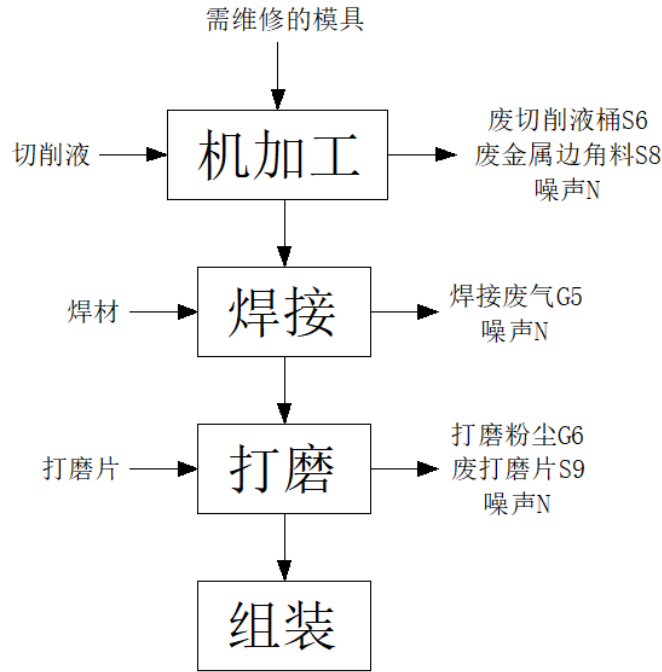 需维修的模具
切削液
机加工
废切削液桶S6
废金属边角料S8
噪声N
焊材
焊接
焊接废气G5
噪声N
打磨片
打磨
打磨粉尘G6
废打磨片S9
噪声N
组装